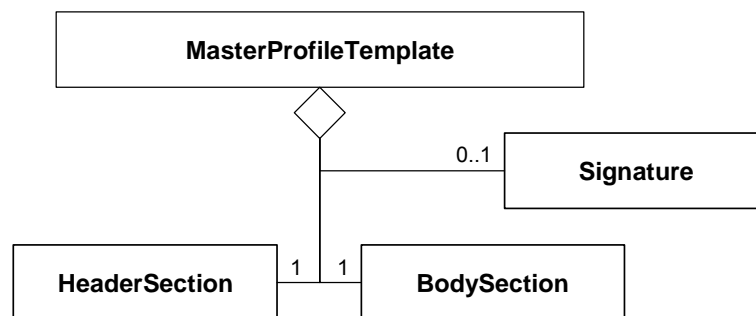 MasterProfileTemplate
0..1
Signature
HeaderSection
1
1
BodySection